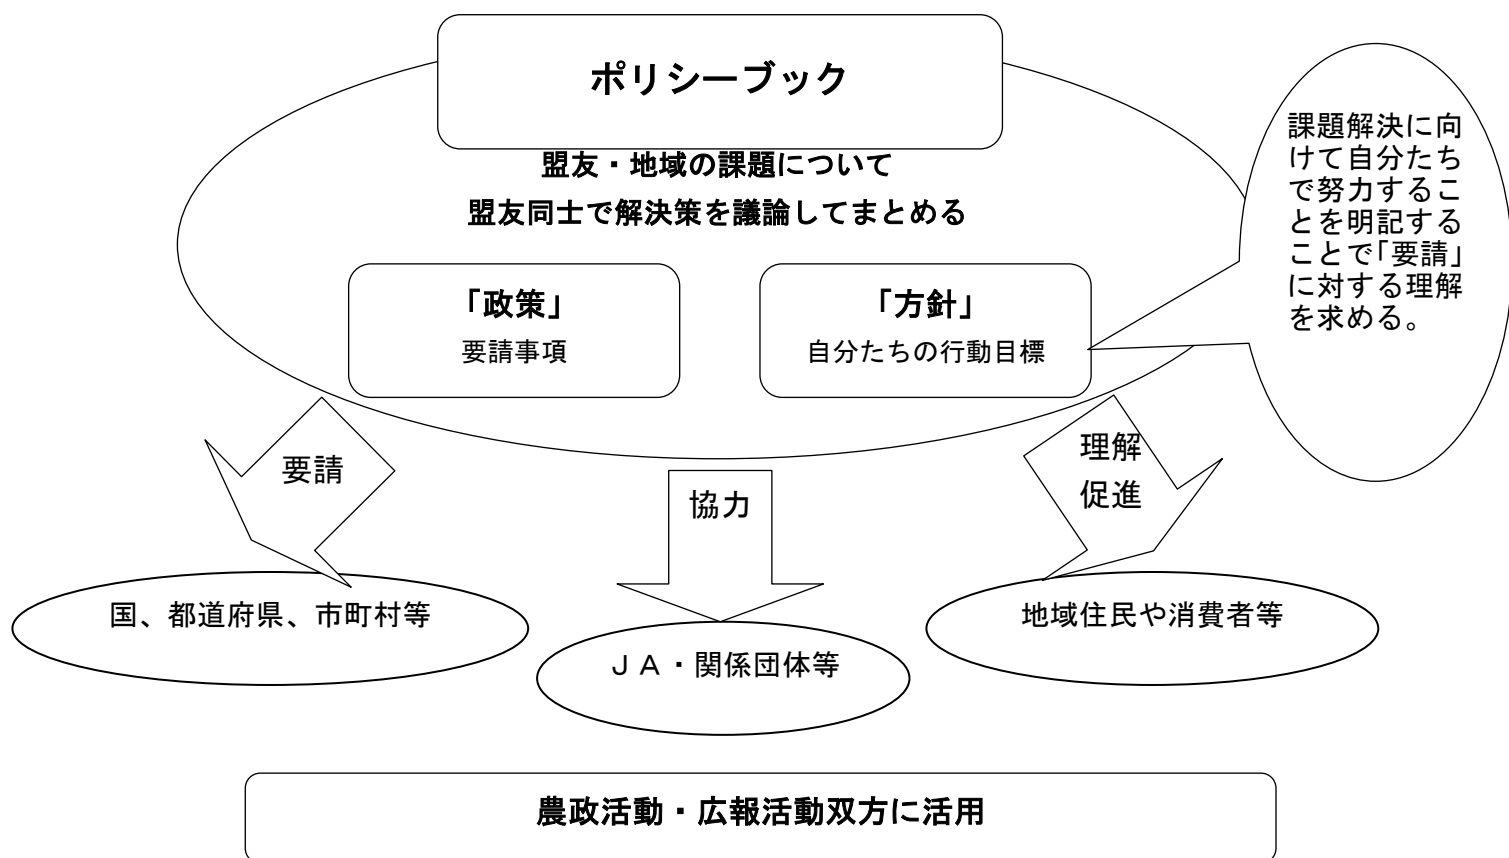 ポリシーブック
盟友・地域の課題について
盟友同士で解決策を議論してまとめる
「政策」
要請事項
「方針」
自分たちの行動目標
課題解決に向
けて自分たち
で努力するこ
とを明記する
ことで「要請」
に対する理解
を求める。
要請
協力
理解
促進
国、都道府県、市町村等
ＪＡ・関係団体等
地域住民や消費者等
農政活動・広報活動双方に活用